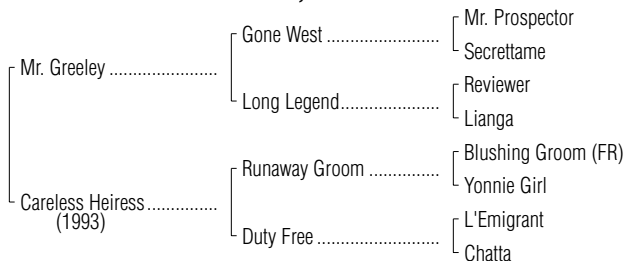 Mr. Prospector
Gone West ......................
Secrettame
Mr. Greeley .....................
Reviewer
Long Legend...................
Lianga
Blushing Groom (FR)
Runaway Groom ..............
Yonnie Girl
Careless Heiress..............
(1993)
L'Emigrant
Duty Free ........................
Chatta